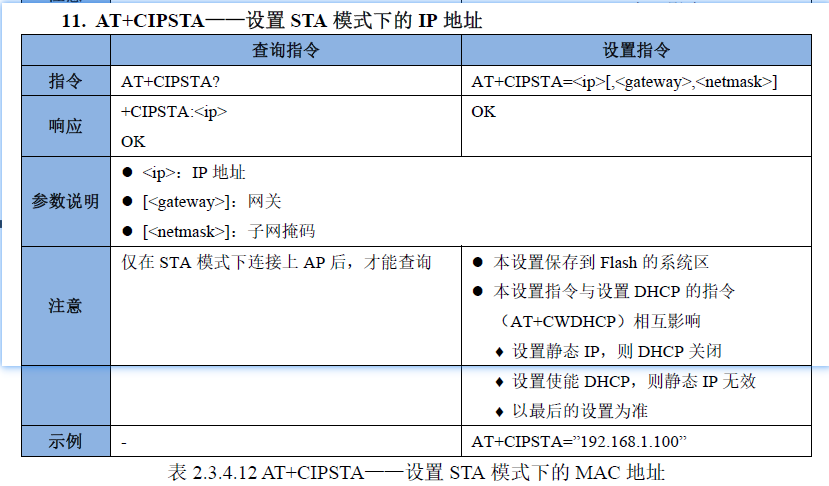 11. AT+CIPSTA——设置 STA 模式下的 IP 地址
查询指令 设置指令
指令 AT+CIPSTA? AT+CIPSTA=<ip>[,<gateway>,<netmask>]
响应 +CIPSTA:<ip> OK
OK
参数说明 ● <ip>：IP 地址
● [<gateway>]：网关
● [<netmask>]：子网掩码
注意 仅在 STA 模式下连接上 AP 后，才能查询 ● 本设置保存到 Flash 的系统区
● 本设置指令与设置 DHCP 的指令
（AT+CWDHCP）相互影响
♦ 设置静态 IP，则 DHCP 关闭
♦ 设置使能 DHCP，则静态 IP 无效
♦ 以最后的设置为准
示例 - AT+CIPSTA=”192.168.1.100”
表 2.3.4.12 AT+CIPSTA——设置 STA 模式下的 MAC 地址